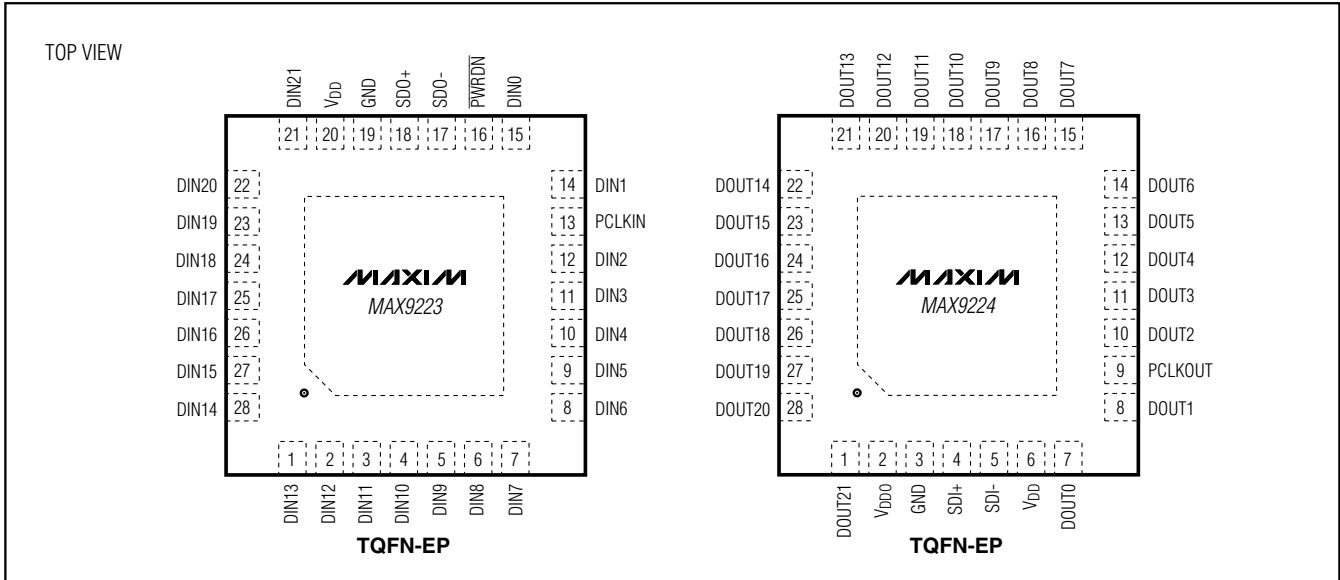 TOP VIEW
DIN21 VDD GND SDO+ SDO- PWRDN DIN0
21 20 19 18 17 16 15
DIN20 22
DIN19 23
DIN18 24
DIN17 25
DIN16 26
DIN15 27
DIN14 28
MAXIM
MAX9223
14 DIN1
13 PCLKIN
12 DIN2
11 DIN3
10 DIN4
9 DIN5
8 DIN6
1 2 3 4 5 6 7
DIN13 DIN12 DIN11 DIN10 DIN9 DIN8 DIN7
TQFN-EP
DOUT13 DOUT12 DOUT11 DOUT10 DOUT9 DOUT8 DOUT7
21 20 19 18 17 16 15
DOUT14 22
DOUT15 23
DOUT16 24
DOUT17 25
DOUT18 26
DOUT19 27
DOUT20 28
MAXIM
MAX9224
14 DOUT6
13 DOUT5
12 DOUT4
11 DOUT3
10 DOUT2
9 PCLKOUT
8 DOUT1
1 2 3 4 5 6 7
DOUT21 VDDO GND SDI+ SDI- VDD DOUT0
TQFN-EP